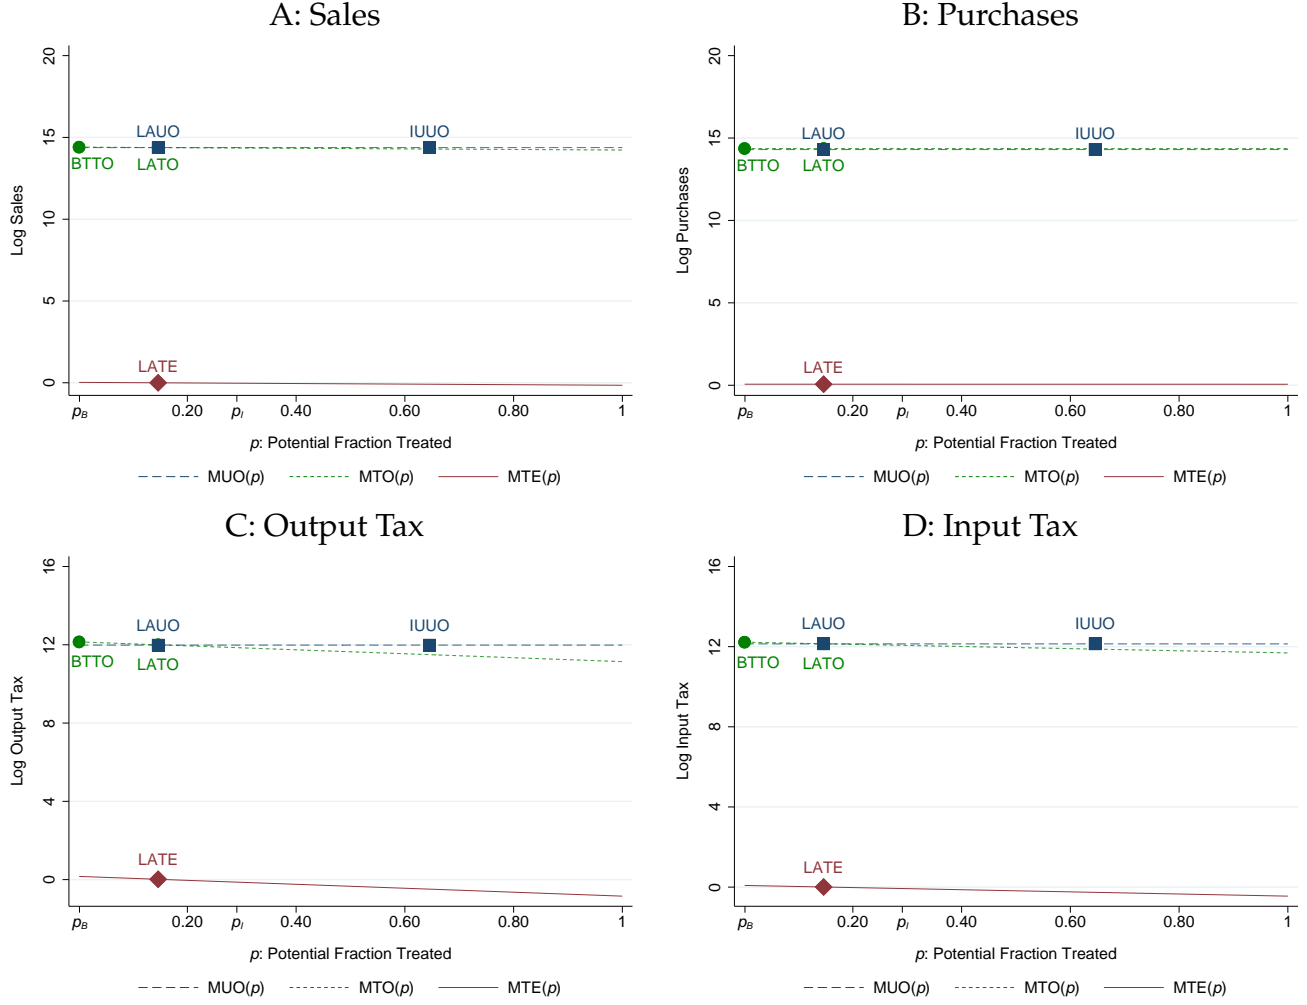 A: Sales
20
15
10
5
0
Log Sales
LAUO
IUUO
BTTO
LATO
LATE
pB
0.20
pI
0.40
0.60
0.80
1
p: Potential Fraction Treated
MUO(p)
MTO(p)
MTE(p)
B: Purchases
20
15
10
5
0
Log Purchases
LAUO
IUUO
BTTO
LATO
LATE
pB
0.20
pI
0.40
0.60
0.80
1
p: Potential Fraction Treated
MUO(p)
MTO(p)
MTE(p)
C: Output Tax
16
12
8
4
0
Log Output Tax
LAUO
IUUO
BTTO
LATO
LATE
pB
0.20
pI
0.40
0.60
0.80
1
p: Potential Fraction Treated
MUO(p)
MTO(p)
MTE(p)
D: Input Tax
16
12
8
4
0
Log Input Tax
LAUO
IUUO
BTTO
LATO
LATE
pB
0.20
pI
0.40
0.60
0.80
1
p: Potential Fraction Treated
MUO(p)
MTO(p)
MTE(p)